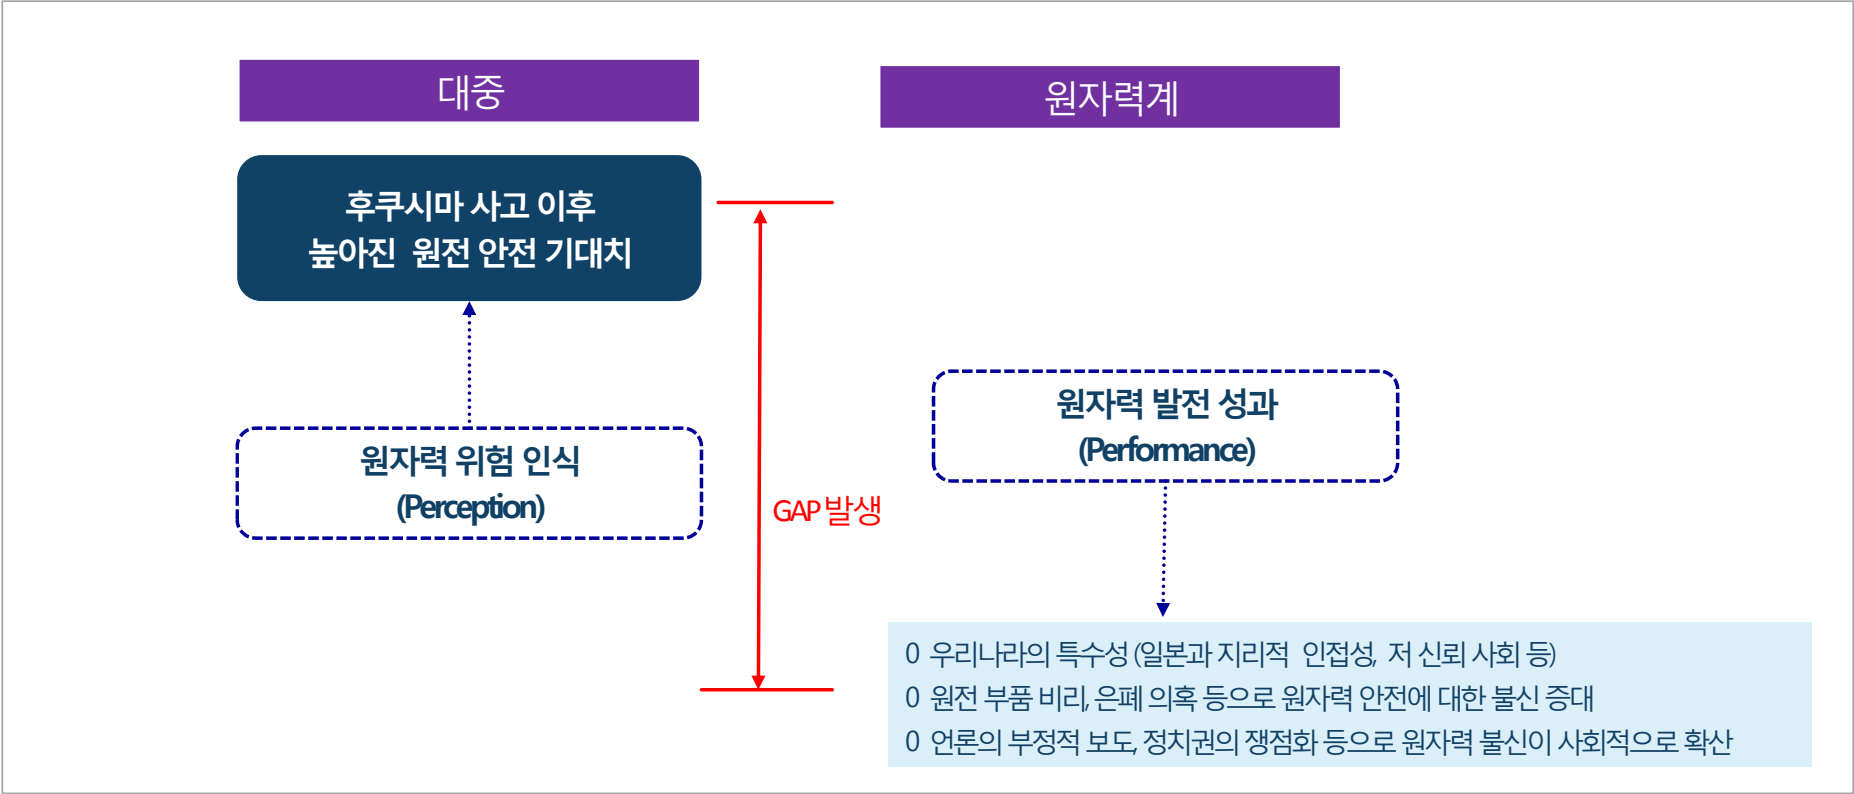 대중
원자력계
후쿠시마 사고 이후
높아진 원전 안전 기대치
원자력 위험 인식
(Perception)
GAP 발생
원자력 발전 성과
(Performance)
0 우리나라의 특수성 (일본과 지리적 인접성, 저 신뢰 사회 등)
0 원전 부품 비리, 은폐 의혹 등으로 원자력 안전에 대한 불신 증대
0 언론의 부정적 보도, 정치권의 쟁점화 등으로 원자력 불신이 사회적으로 확산